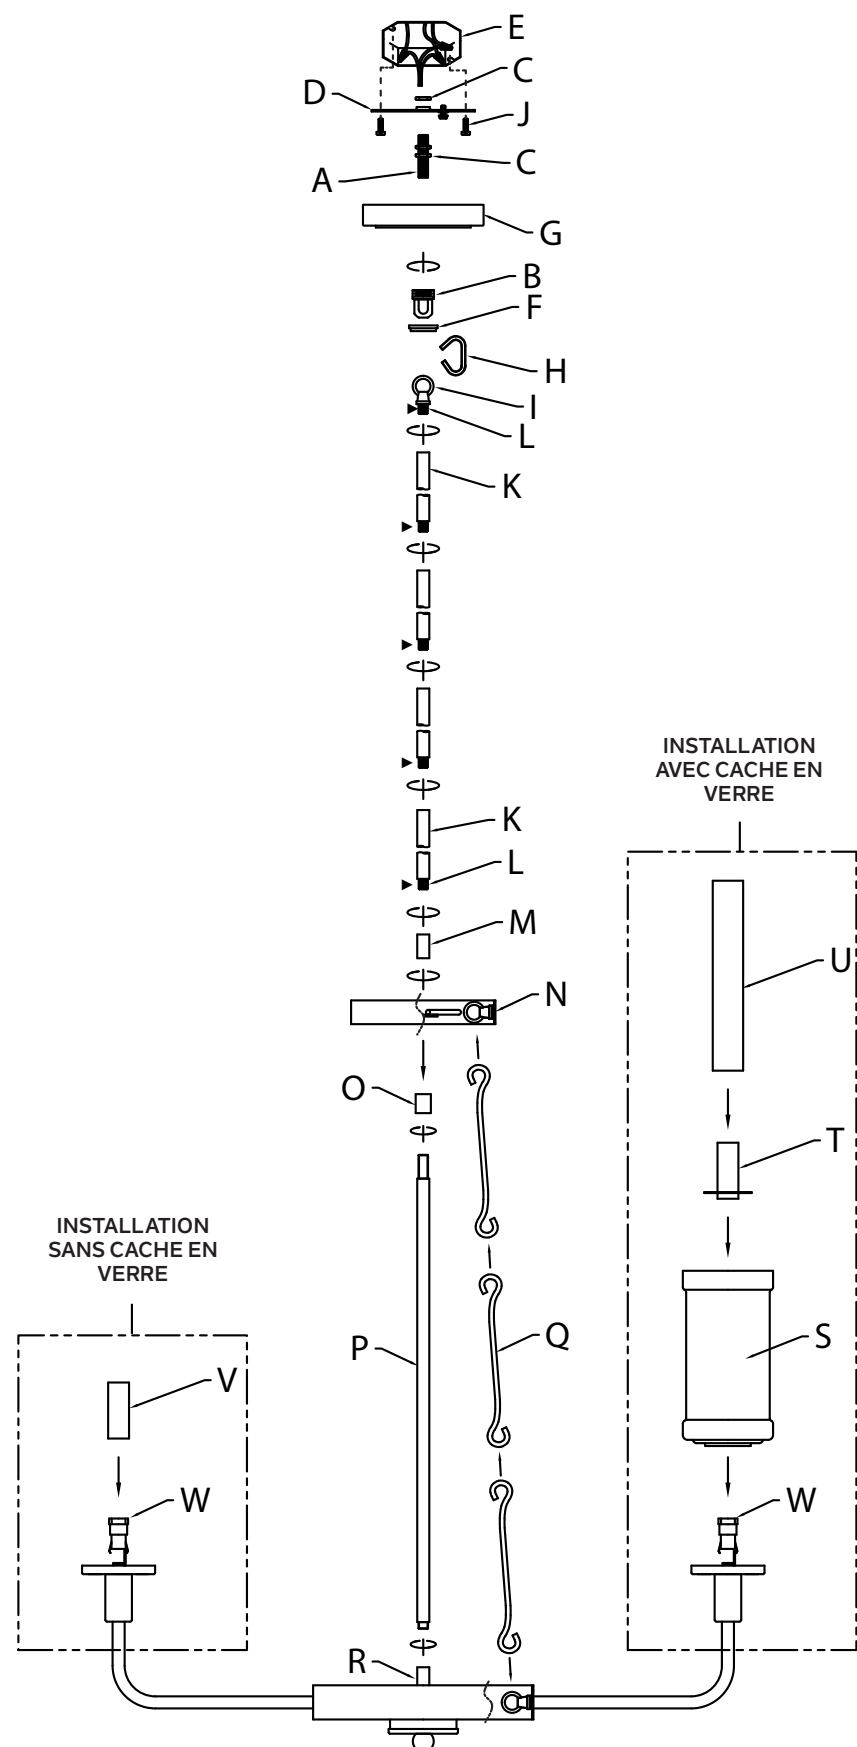 E
C
D
J
C
A
G
B
F
H
I
L
K
INSTALLATION
AVEC CACHE EN
VERRE
K
L
M
U
N
O
T
INSTALLATION
SANS CACHE EN
VERRE
P
Q
S
V
W
W
R